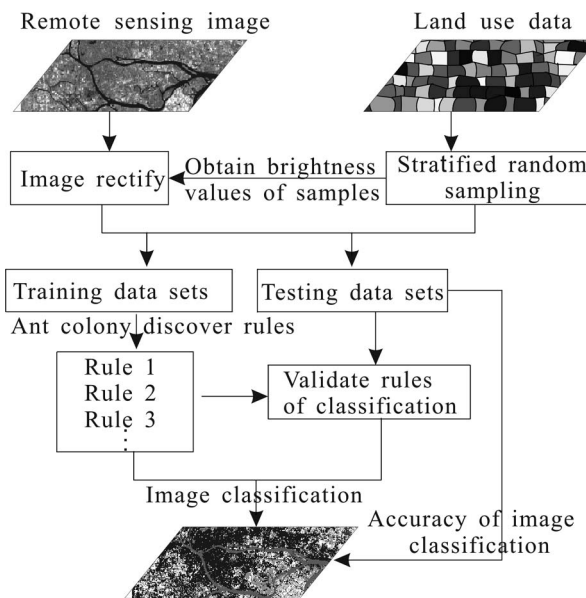 Remote sensing image
Land use data
Image rectify
Obtain brightness
values of samples
Stratified random
sampling
Training data sets
Testing data sets
Ant colony discover rules
Rule 1
Rule 2
Rule 3
⋮
Validate rules
of classification
Image classification
Accuracy of image
classification